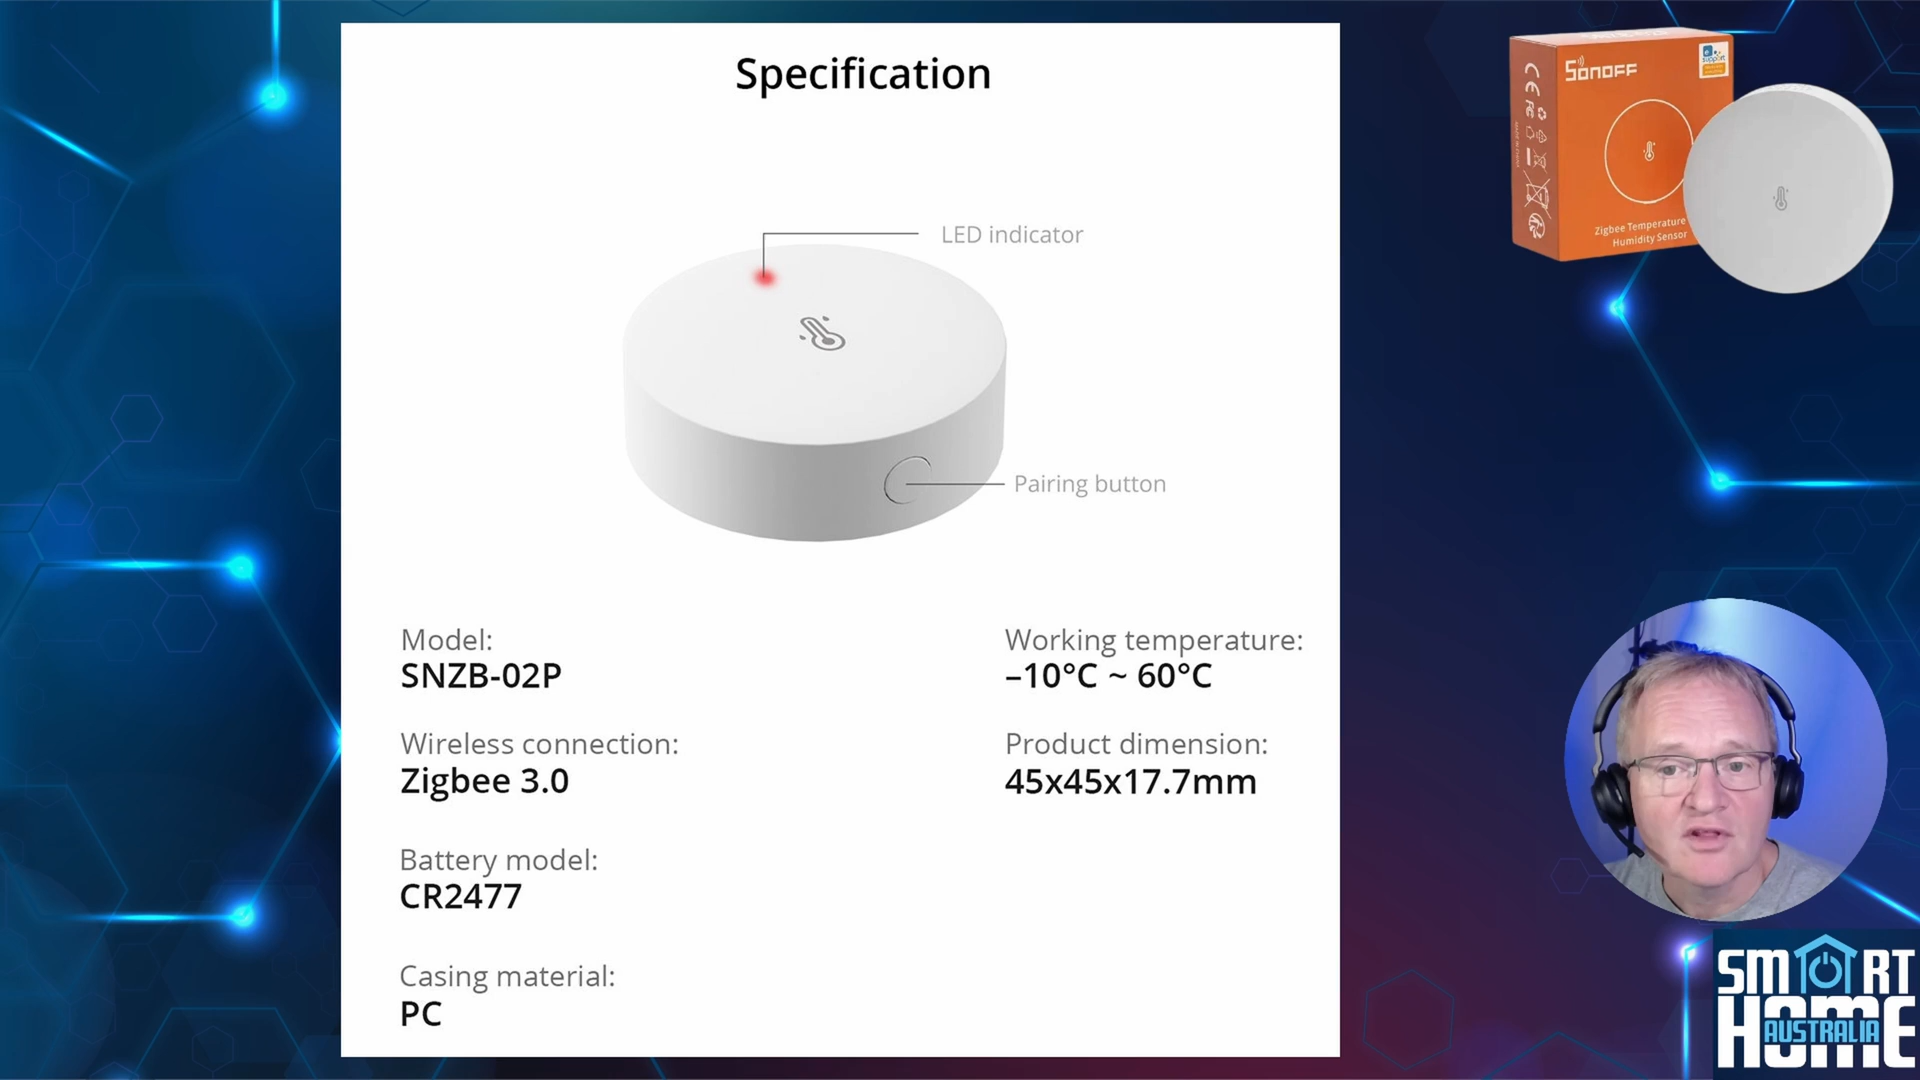 Specification
LED indicator
Pairing button
Model:
SNZB-02P
Wireless connection:
Zigbee 3.0
Battery model:
CR2477
Casing material:
PC
Working temperature:
–10°C ~ 60°C
Product dimension:
45x45x17.7mm
SONOFF
support
Zigbee Temperature
Humidity Sensor
SMART
HOME
AUSTRALIA